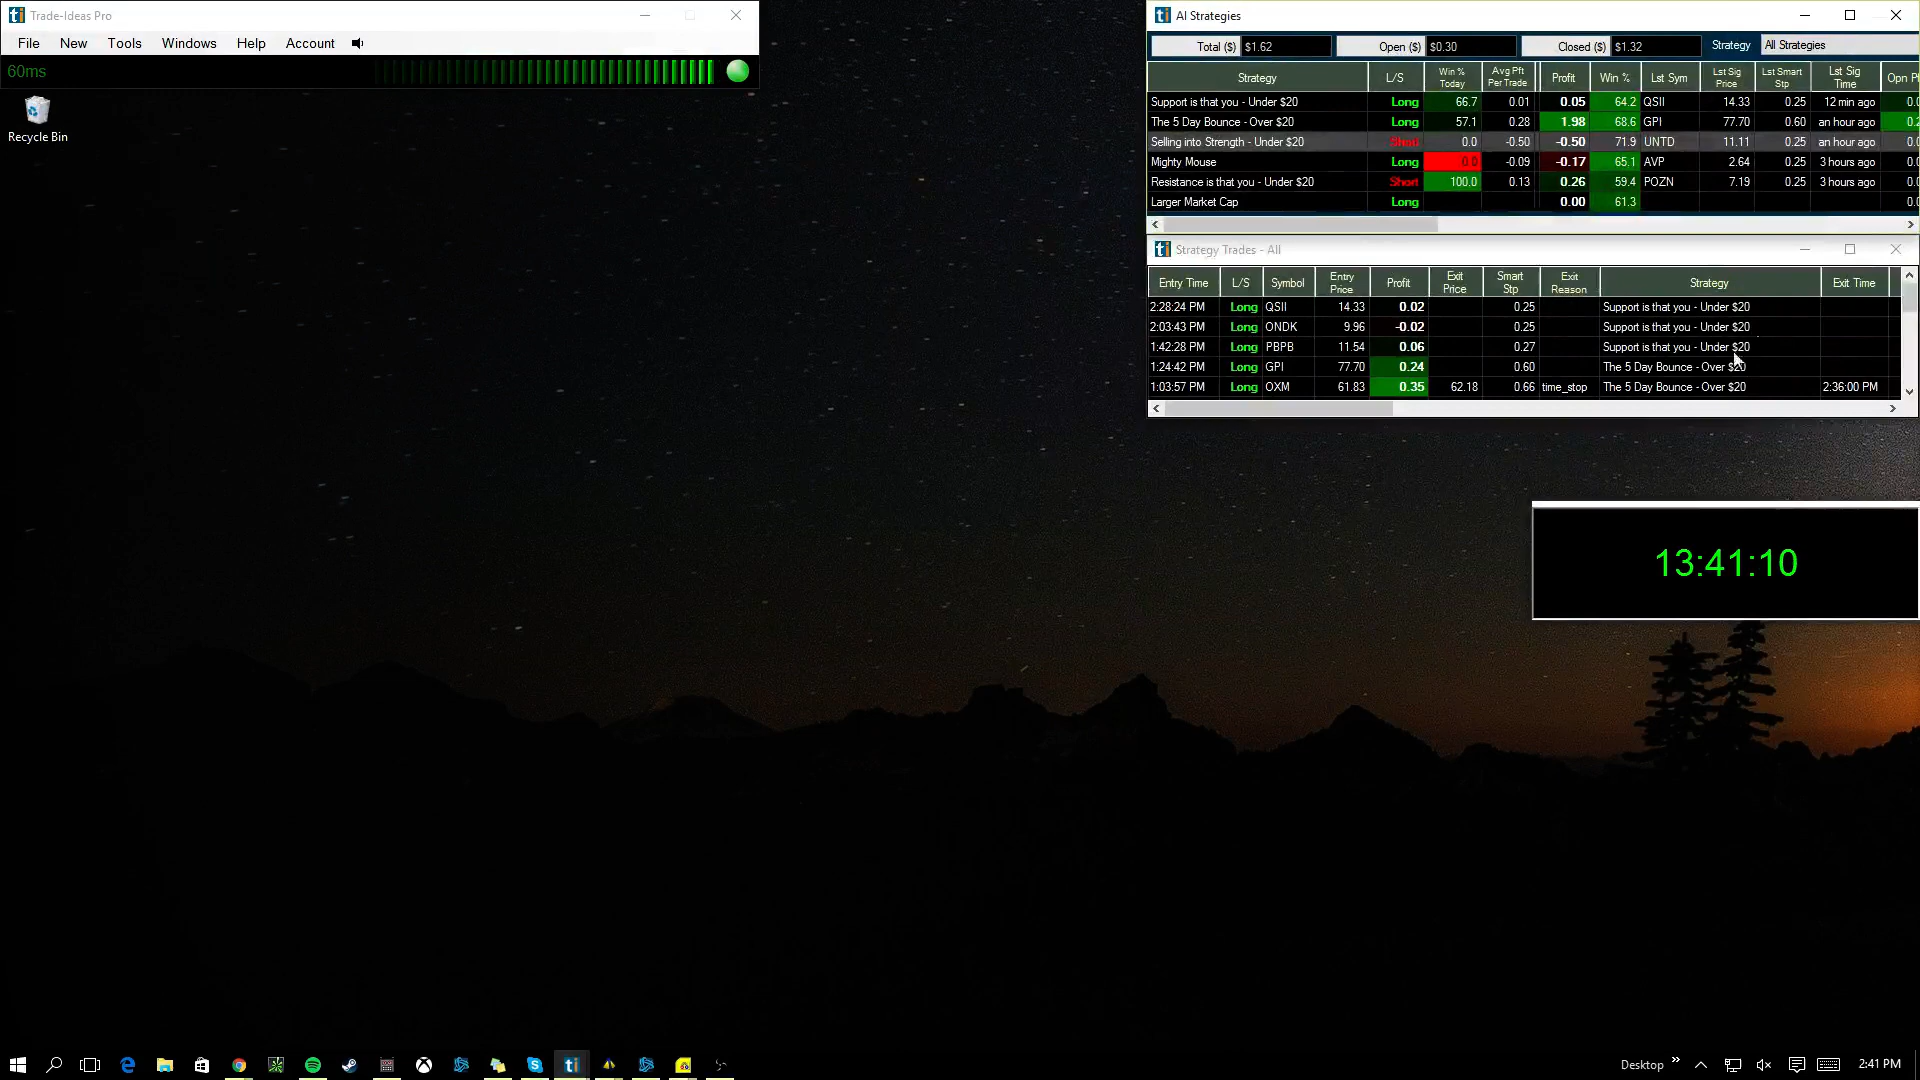 Trade-Ideas Pro
File New Tools Windows Help Account
60ms
Recycle Bin
AI Strategies
Total ($) $1.62 Open ($) $0.30 Closed ($) $1.32 Strategy All Strategies
Strategy L/S Win % Today Avg Pft Per Trade Profit Win % Lst Sym Lst Sig Price Lst Smart Stp Lst Sig Time
Support is that you - Under $20 Long 66.7 0.01 0.05 64.2 QSII 14.33 0.25 12 min ago
The 5 Day Bounce - Over $20 Long 57.1 0.28 1.98 68.6 GPI 77.70 0.60 an hour ago
Selling into Strength - Under $20 Short 0.0 -0.50 -0.50 71.9 UNTD 11.11 0.25 an hour ago
Mighty Mouse Long 0.0 -0.09 -0.17 65.1 AVP 2.64 0.25 3 hours ago
Resistance is that you - Under $20 Short 100.0 0.13 0.26 59.4 POZN 7.19 0.25 3 hours ago
Larger Market Cap Long 0.00 61.3
Strategy Trades - All
Entry Time L/S Symbol Entry Price Profit Exit Price Smart Stp Exit Reason Strategy Exit Time
2:28:24 PM Long QSII 14.33 0.02 0.25 Support is that you - Under $20
2:03:43 PM Long ONDK 9.96 -0.02 0.25 Support is that you - Under $20
1:42:28 PM Long PBPB 11.54 0.06 0.27 Support is that you - Under $20
1:24:42 PM Long GPI 77.70 0.24 0.60 The 5 Day Bounce - Over $20
1:03:57 PM Long OXM 61.83 0.35 62.18 0.66 time_stop The 5 Day Bounce - Over $20 2:36:00 PM
13:41:10
Desktop 2:41 PM